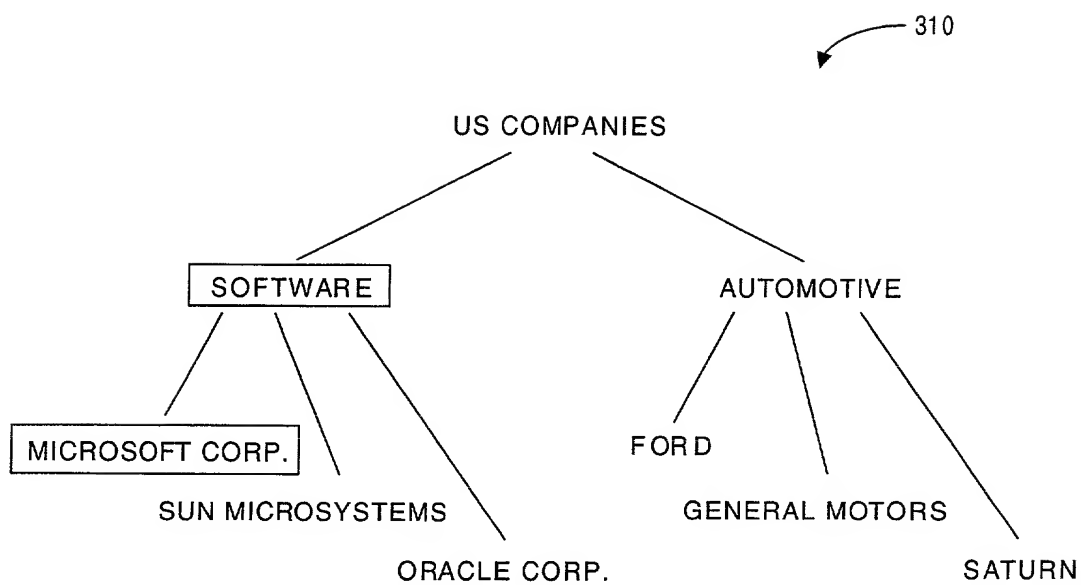 310
US COMPANIES
SOFTWARE
AUTOMOTIVE
MICROSOFT CORP.
FORD
SUN MICROSYSTEMS
GENERAL MOTORS
ORACLE CORP.
SATURN